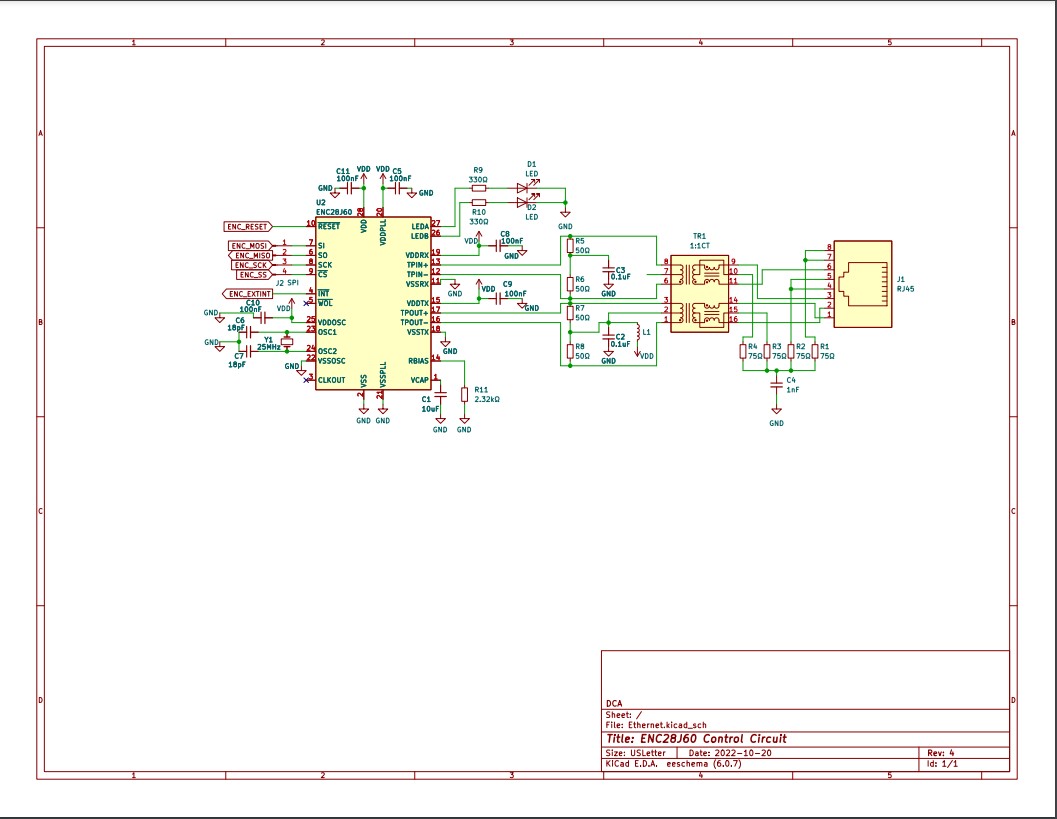 1 2 3 4 5
A A
B B
C C
D D
C11
100nF
VDD VDD
C5
100nF
GND
GND
U2
ENC28J60
R9
330Ω
D1
LED
R10
330Ω
D2
LED
GND
ENC_RESET
10 RESET
28 VDD
20 VDDPLL
LEDA 27
LEDB 26
ENC_MOSI 1 7 SI
ENC_MISO 2 6 SO
ENC_SCK 3 8 SCK
ENC_SS 4 9 CS
J2 SPI
ENC_EXTINT
4 INT
5 WOL
VDDRX 19
TPIN+ 13
TPIN- 12
VSSRX 11
VDD
C8
100nF
GND
GND
VDD
C9
100nF
GND
VDDTX 15
TPOUT+ 17
TPOUT- 16
VSSTX 18
GND
C10
100nF
VDD
GND
C6
18pF
Y1
25MHz
GND
C7
18pF
GND
25 VDDOSC
23 OSC1
24 OSC2
22 VSSOSC
3 CLKOUT
RBIAS 14
VCAP 1
2 VSS
21 VSSPLL
GND GND
C1
10uF
GND
R11
2.32kΩ
GND
R5
50Ω
R6
50Ω
R7
50Ω
R8
50Ω
C3
0.1uF
GND
C2
0.1uF
GND
L1
VDD
TR1
1:1CT
8 9
7 10
6 11
3 14
2 15
1 16
8
7
6
5
4
3
2
1
J1
RJ45
R4
75Ω
R3
75Ω
R2
75Ω
R1
75Ω
C4
1nF
GND
DCA
Sheet: /
File: Ethernet.kicad_sch
Title: ENC28J60 Control Circuit
Size: USLetter Date: 2022-10-20 Rev: 4
KiCad E.D.A. eeschema (6.0.7) Id: 1/1
1 2 3 4 5